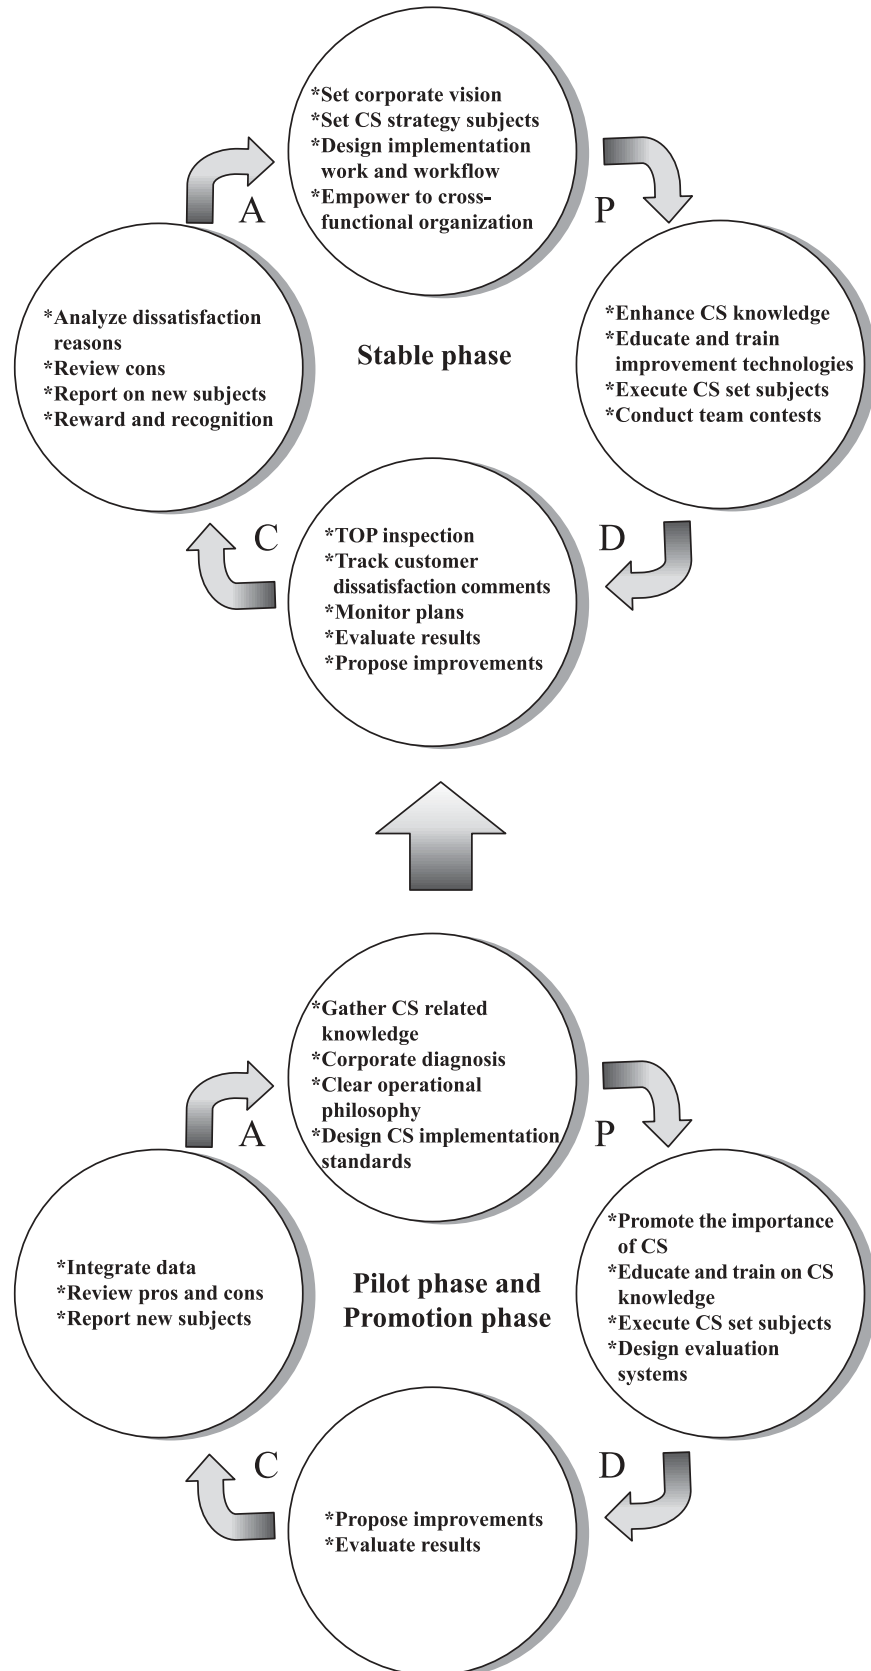 *Set corporate vision
*Set CS strategy subjects
*Design implementation
work and workflow
*Empower to cross-
functional organization
A
P
*Analyze dissatisfaction
reasons
*Review cons
*Report on new subjects
*Reward and recognition
Stable phase
*Enhance CS knowledge
*Educate and train
improvement technologies
*Execute CS set subjects
*Conduct team contests
C
D
*TOP inspection
*Track customer
dissatisfaction comments
*Monitor plans
*Evaluate results
*Propose improvements
*Gather CS related
knowledge
*Corporate diagnosis
*Clear operational
philosophy
*Design CS implementation
standards
A
P
*Integrate data
*Review pros and cons
*Report new subjects
Pilot phase and
Promotion phase
*Promote the importance
of CS
*Educate and train on CS
knowledge
*Execute CS set subjects
*Design evaluation
systems
C
D
*Propose improvements
*Evaluate results